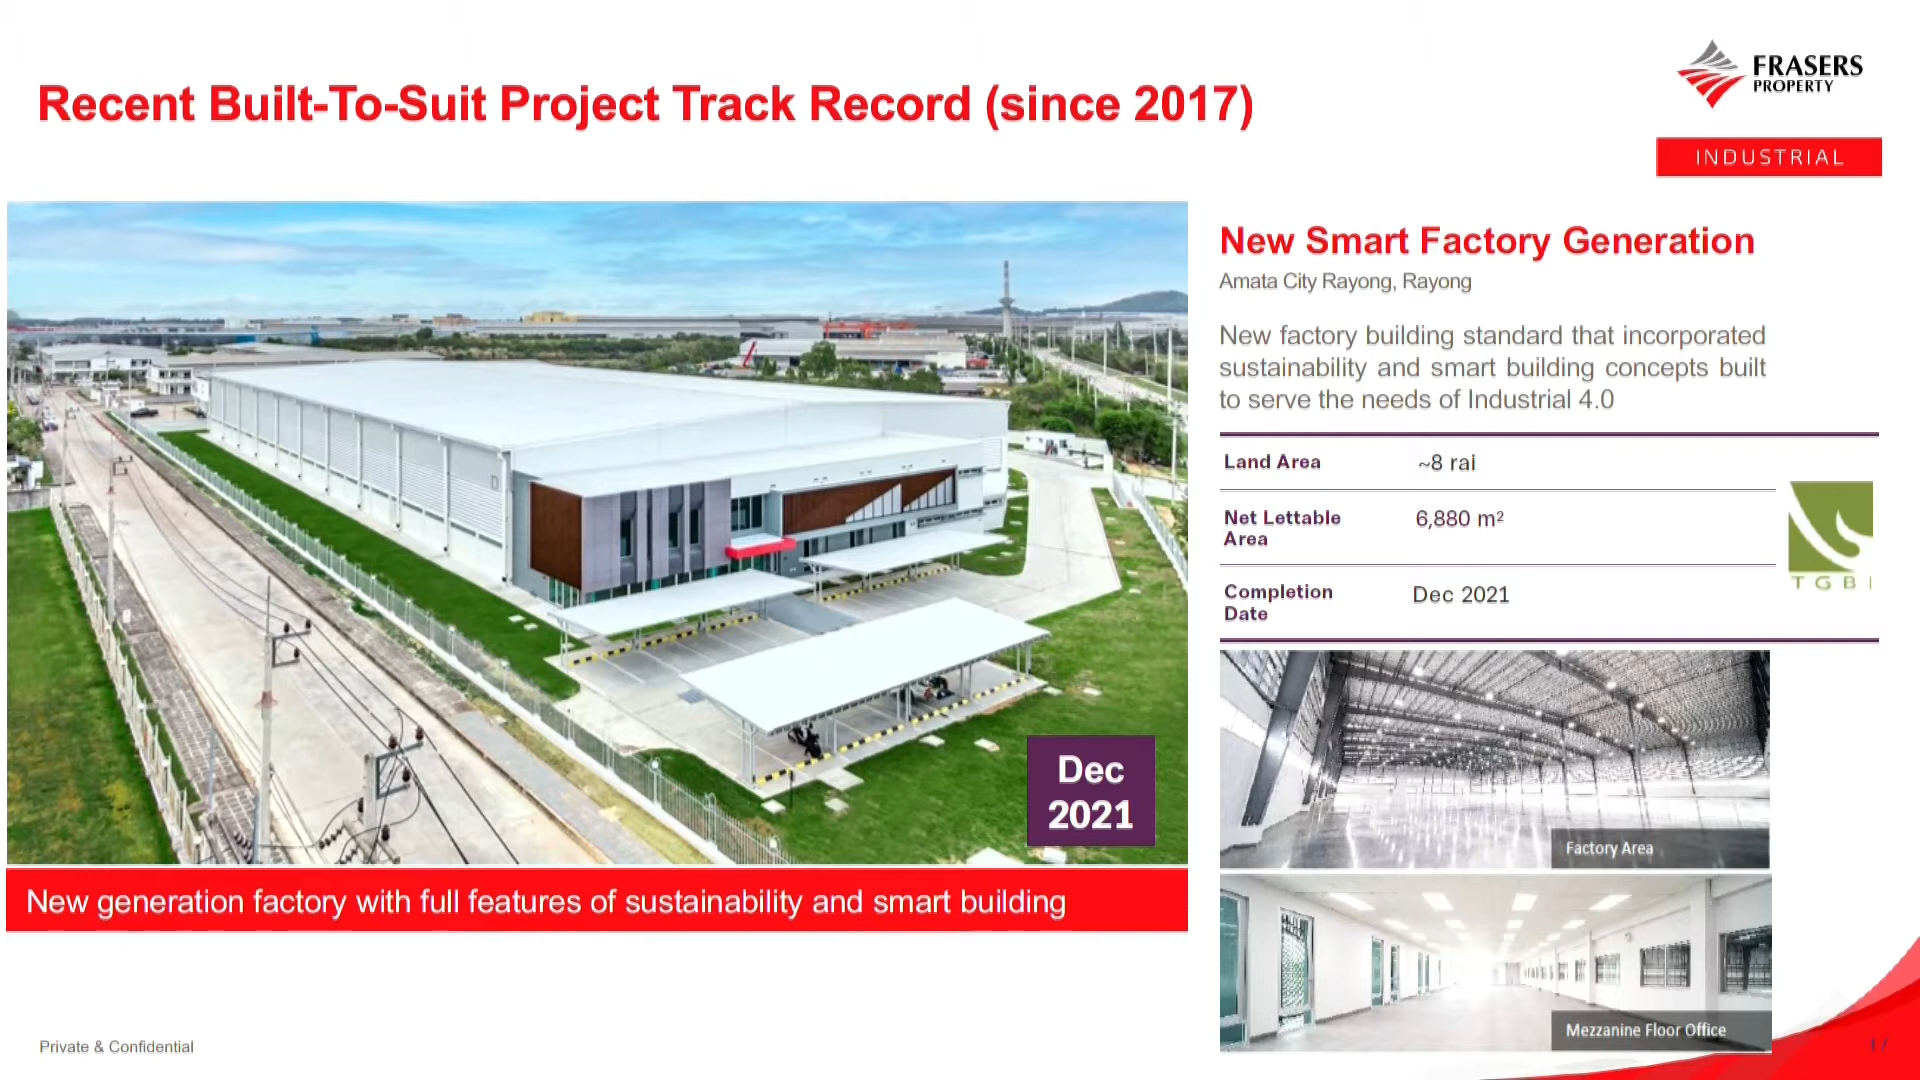 Recent Built-To-Suit Project Track Record (since 2017)
FRASERS
PROPERTY
INDUSTRIAL
New Smart Factory Generation
Amata City Rayong, Rayong
New factory building standard that incorporated
sustainability and smart building concepts built
to serve the needs of Industrial 4.0
Land Area ~8 rai
Net Lettable
Area
6,880 m²
Completion
Date
Dec 2021
TGBI
D
Dec
2021
Factory Area
New generation factory with full features of sustainability and smart building
Mezzanine Floor Office
Private & Confidential
17